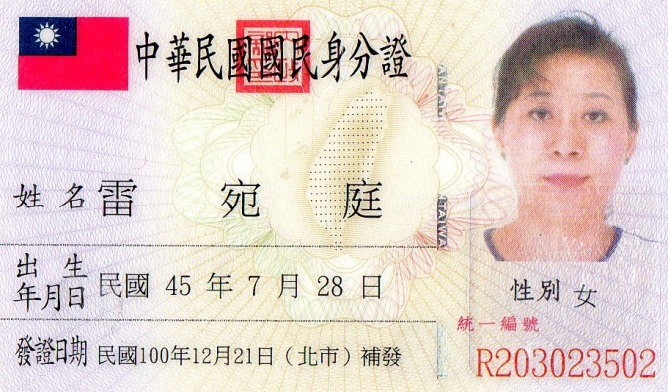 中華民國國民身分證
姓名 雷宛庭
出生年月日 民國 45 年 7 月 28 日
性別 女
統一編號
R203023502
發證日期 民國100年12月21日（北市）補發
TAIWAN